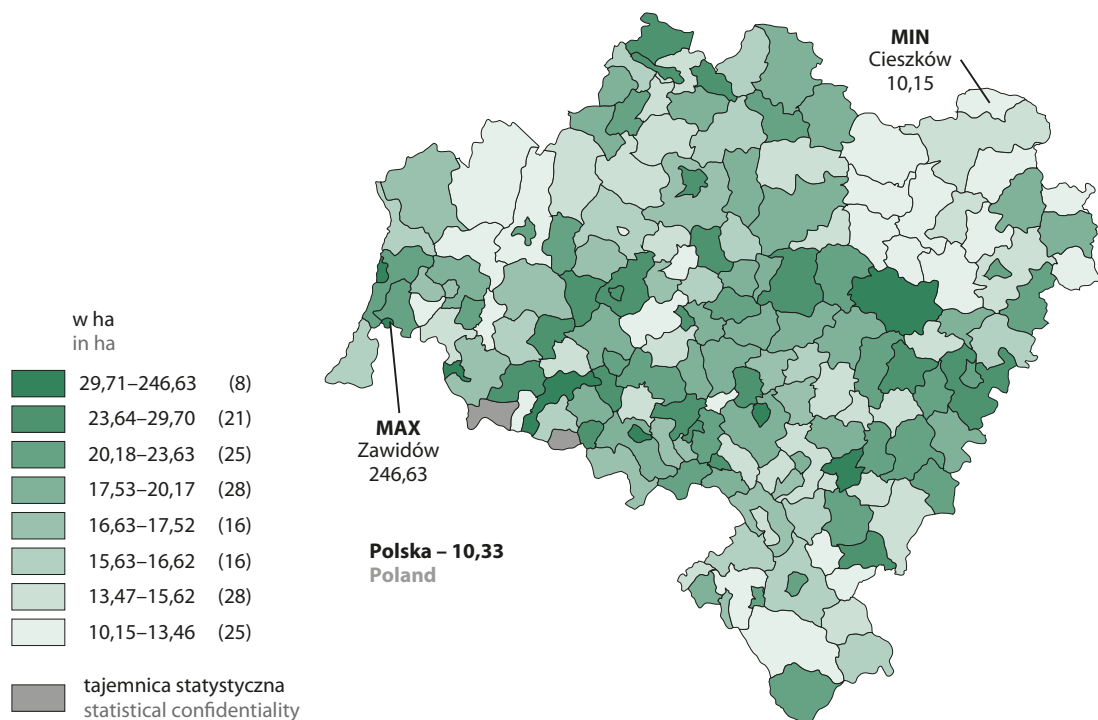 MIN
Cieszków
10,15
w ha
in ha
29,71–246,63 (8)
23,64–29,70 (21)
20,18–23,63 (25)
17,53–20,17 (28)
16,63–17,52 (16)
15,63–16,62 (16)
13,47–15,62 (28)
10,15–13,46 (25)
tajemnica statystyczna
statistical confidentiality
MAX
Zawidów
246,63
Polska – 10,33
Poland